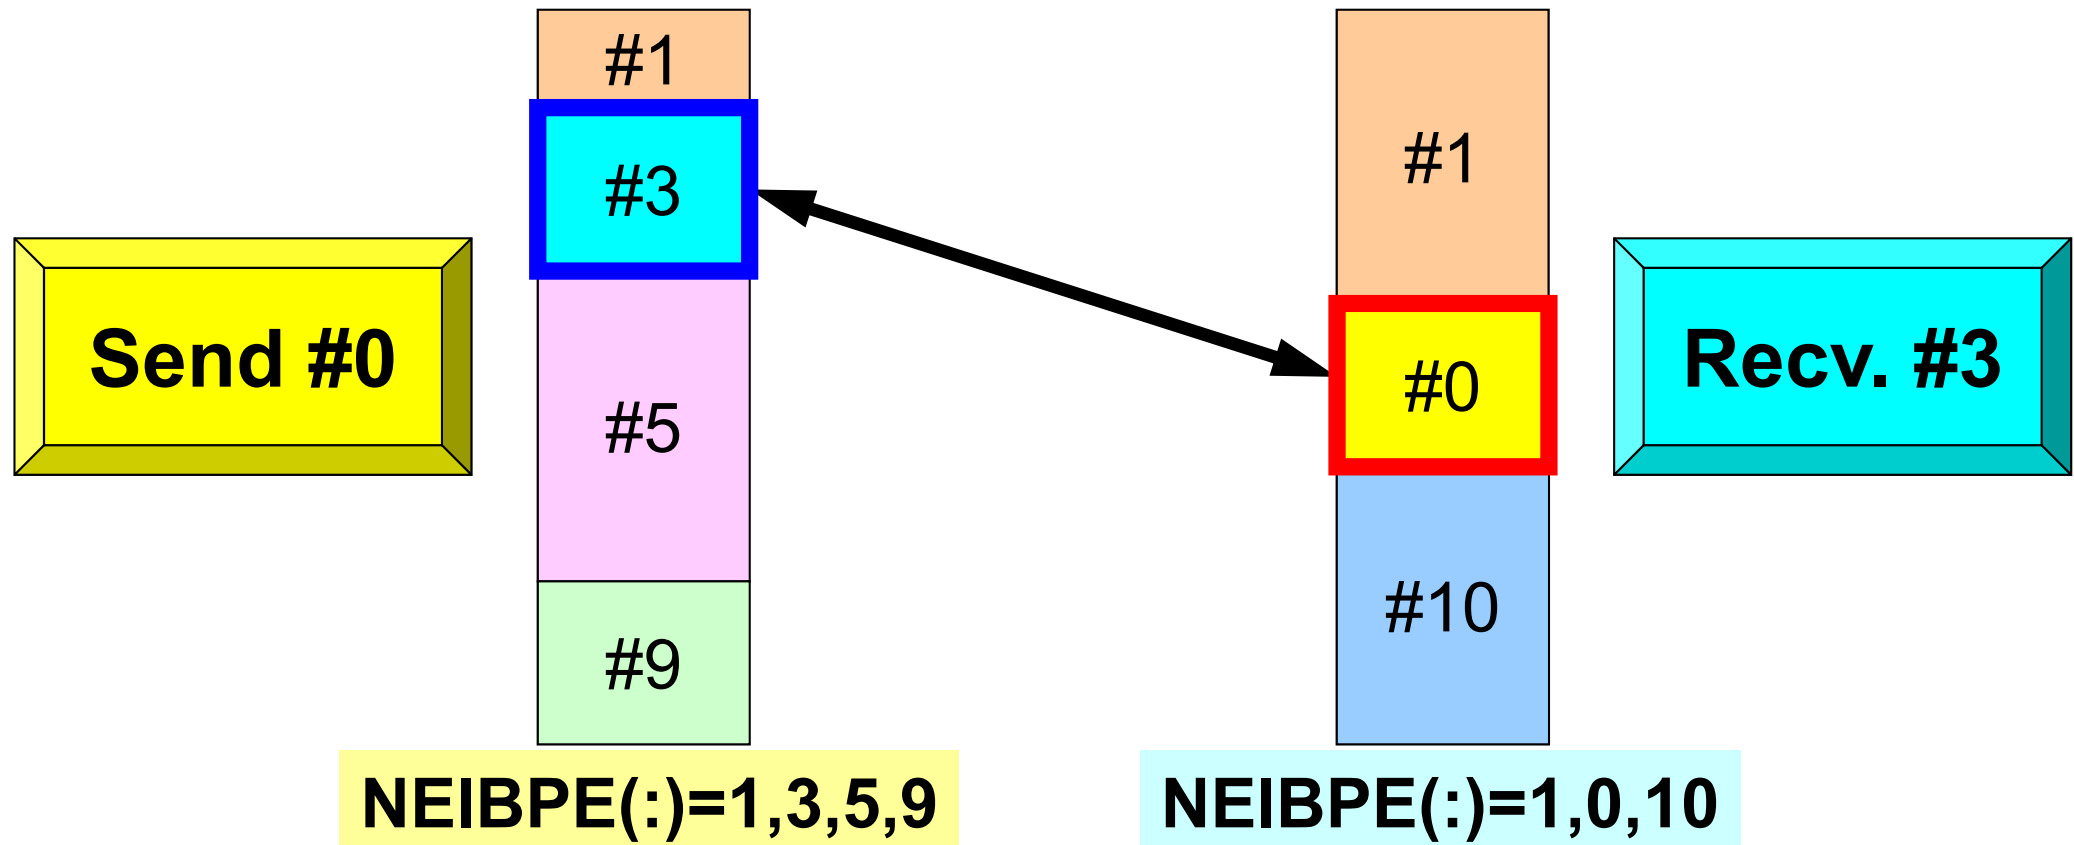 Send #0
#1
#3
#5
#9
NEIBPE(:)=1,3,5,9
#1
#0
#10
NEIBPE(:)=1,0,10
Recv. #3